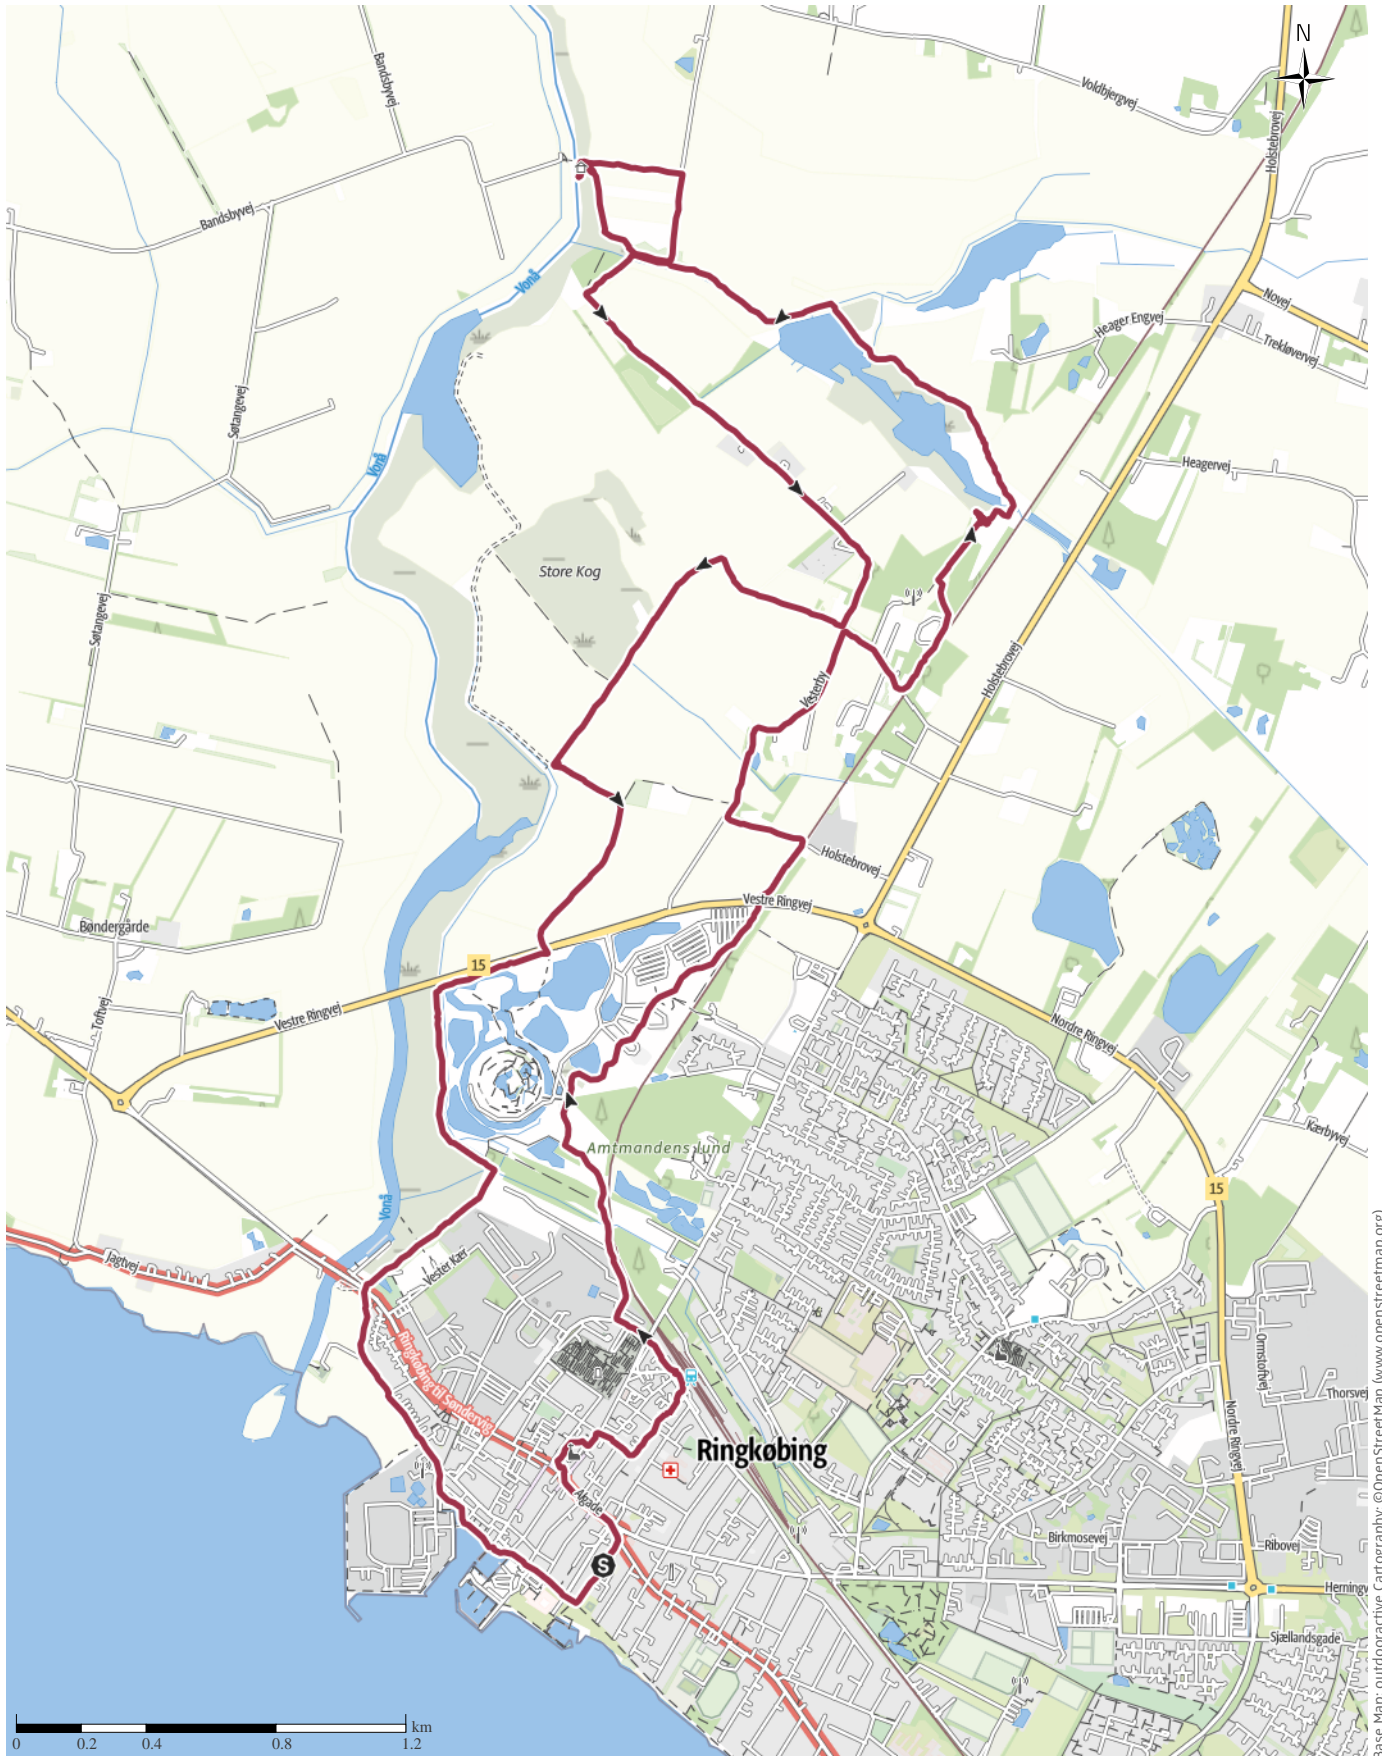 N
Bandsbyvej
Voldbjergvej
Holstebrovej
Bandsbyvej
Vonå
Novej
Heager Engvej
Trekløvervej
Søtangevej
Vonå
Heagervej
Store Kog
Søtangevej
Holstebrovej
Vesterby
Holstebrovej
Vestre Ringvej
Bøndergårde
15
Toftvej
Vestre Ringvej
Nordre Ringvej
Kærbyvej
Amtmandens lund
15
Vonå
Jagtvej
Vester Kær
Ringkøbing til Søndervig
Ormstoftvej
Thorsvej
Nordre Ringvej
Ringkøbing
Algade
Birkmosevej
Ribovej
S
Herningv
Sjællandsgade
km
0 0.2 0.4 0.8 1.2
ase Map: outdooractive Cartography; ©OpenStreetMap (www.openstreetmap.org)